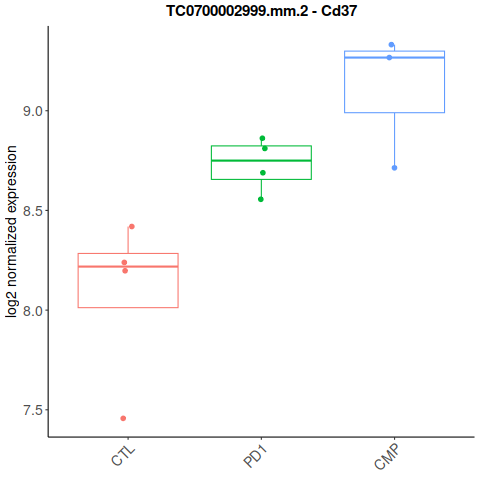 TC0700002999.mm.2 - Cd37
log2 normalized expression
9.0
8.5
8.0
7.5
CTL
PD1
CMP